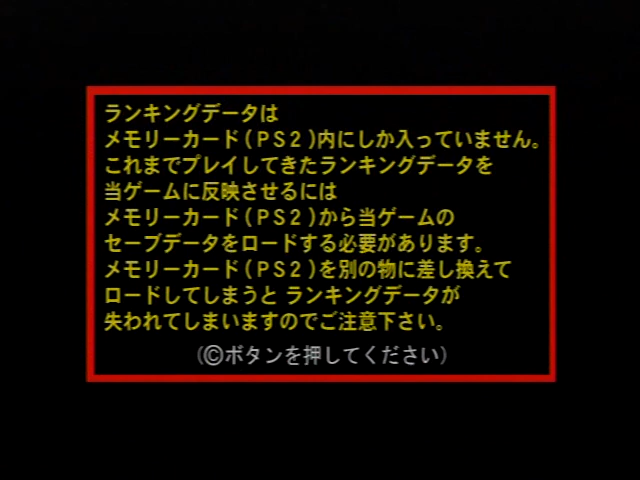 ランキングデータは
メモリーカード(PS2)内にしか入っていません。
これまでプレイしてきたランキングデータを
当ゲームに反映させるには
メモリーカード(PS2)から当ゲームの
セーブデータをロードする必要があります。
メモリーカード(PS2)を別の物に差し換えて
ロードしてしまうと ランキングデータが
失われてしまいますのでご注意下さい。
(©ボタンを押してください)